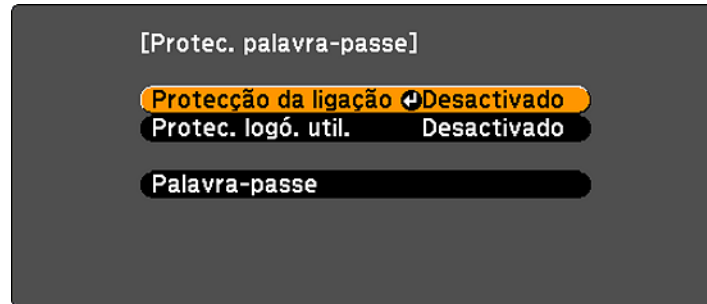 [Protec. palavra-passe]
Protecção da ligação Desactivado
Protec. logó. util. Desactivado
Palavra-passe